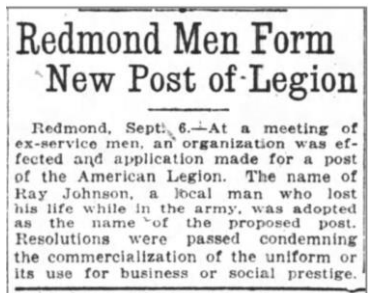 Redmond Men Form
New Post of Legion
Redmond, Sept. 6.—At a meeting of
ex-service men, an organization was ef-
fected and application made for a post
of the American Legion. The name of
Ray Johnson, a local man who lost
his life while in the army, was adopted
as the name of the proposed post.
Resolutions were passed condemning
the commercialization of the uniform or
its use for business or social prestige.